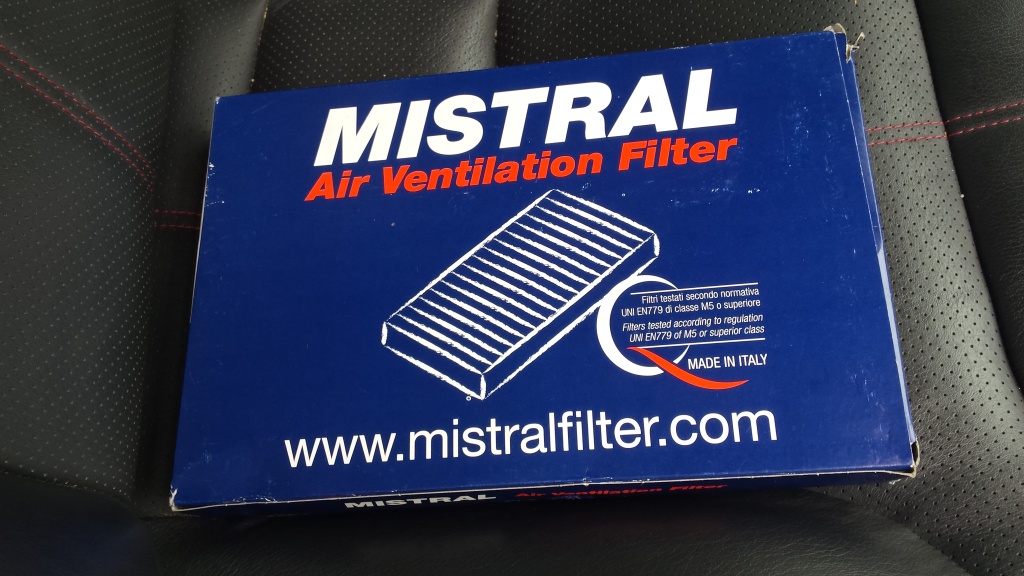 MISTRAL
Air Ventilation Filter
Filtri testati secondo normativa
UNI EN779 di classe M5 o superiore
Filters tested according to regulation
UNI EN779 of M5 or superior class
MADE IN ITALY
www.mistralfilter.com
MISTRAL Air Ventilation Filter